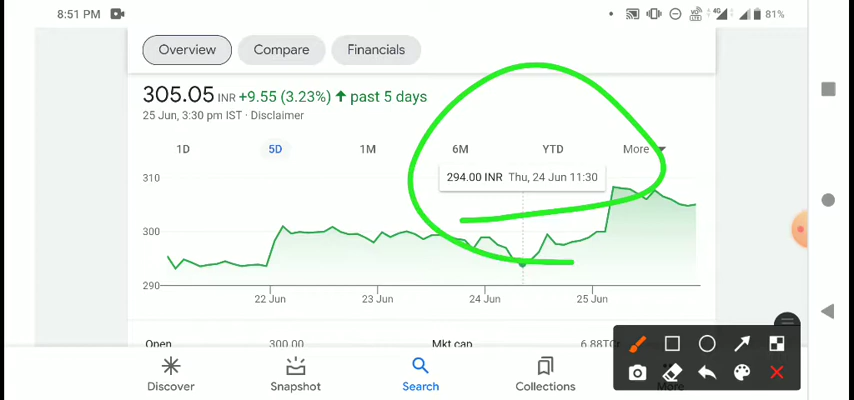 8:51 PM 4G 81%
Overview Compare Financials
305.05 INR +9.55 (3.23%) ↑ past 5 days
25 Jun, 3:30 pm IST · Disclaimer
1D 5D 1M 6M YTD More
294.00 INR Thu, 24 Jun 11:30
310
300
290
22 Jun 23 Jun 24 Jun 25 Jun
Open 300.00 Mkt cap
Discover Snapshot Search Collections More